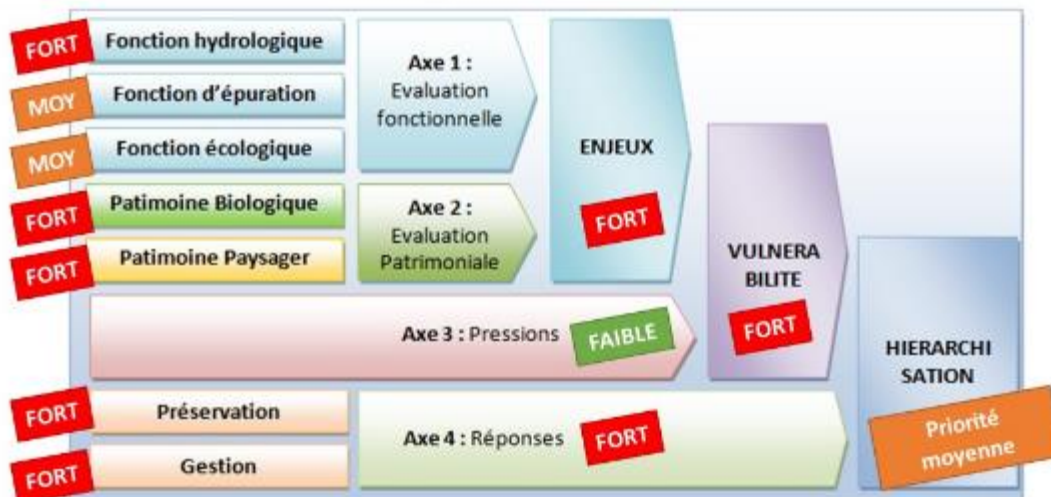 FORT
Fonction hydrologique
MOY
Fonction d'épuration
MOY
Fonction écologique
FORT
Patimoine Biologique
FORT
Patimoine Paysager
Axe 1 :
Evaluation
fonctionnelle
Axe 2 :
Evaluation
Patrimoniale
ENJEUX
FORT
Axe 3 : Pressions
FAIBLE
VULNERA
BILITE
FORT
FORT
Préservation
FORT
Gestion
Axe 4 : Réponses
FORT
HIERARCHI
SATION
Priorité
moyenne